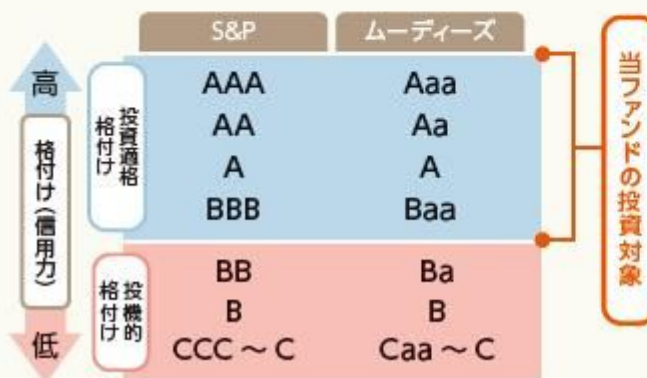 S&P ムーディーズ
高
格付け(信用力)
低
投資適格
格付け
AAA Aaa
AA Aa
A A
BBB Baa
投機的
格付け
BB Ba
B B
CCC～C Caa～C
当ファンドの投資対象